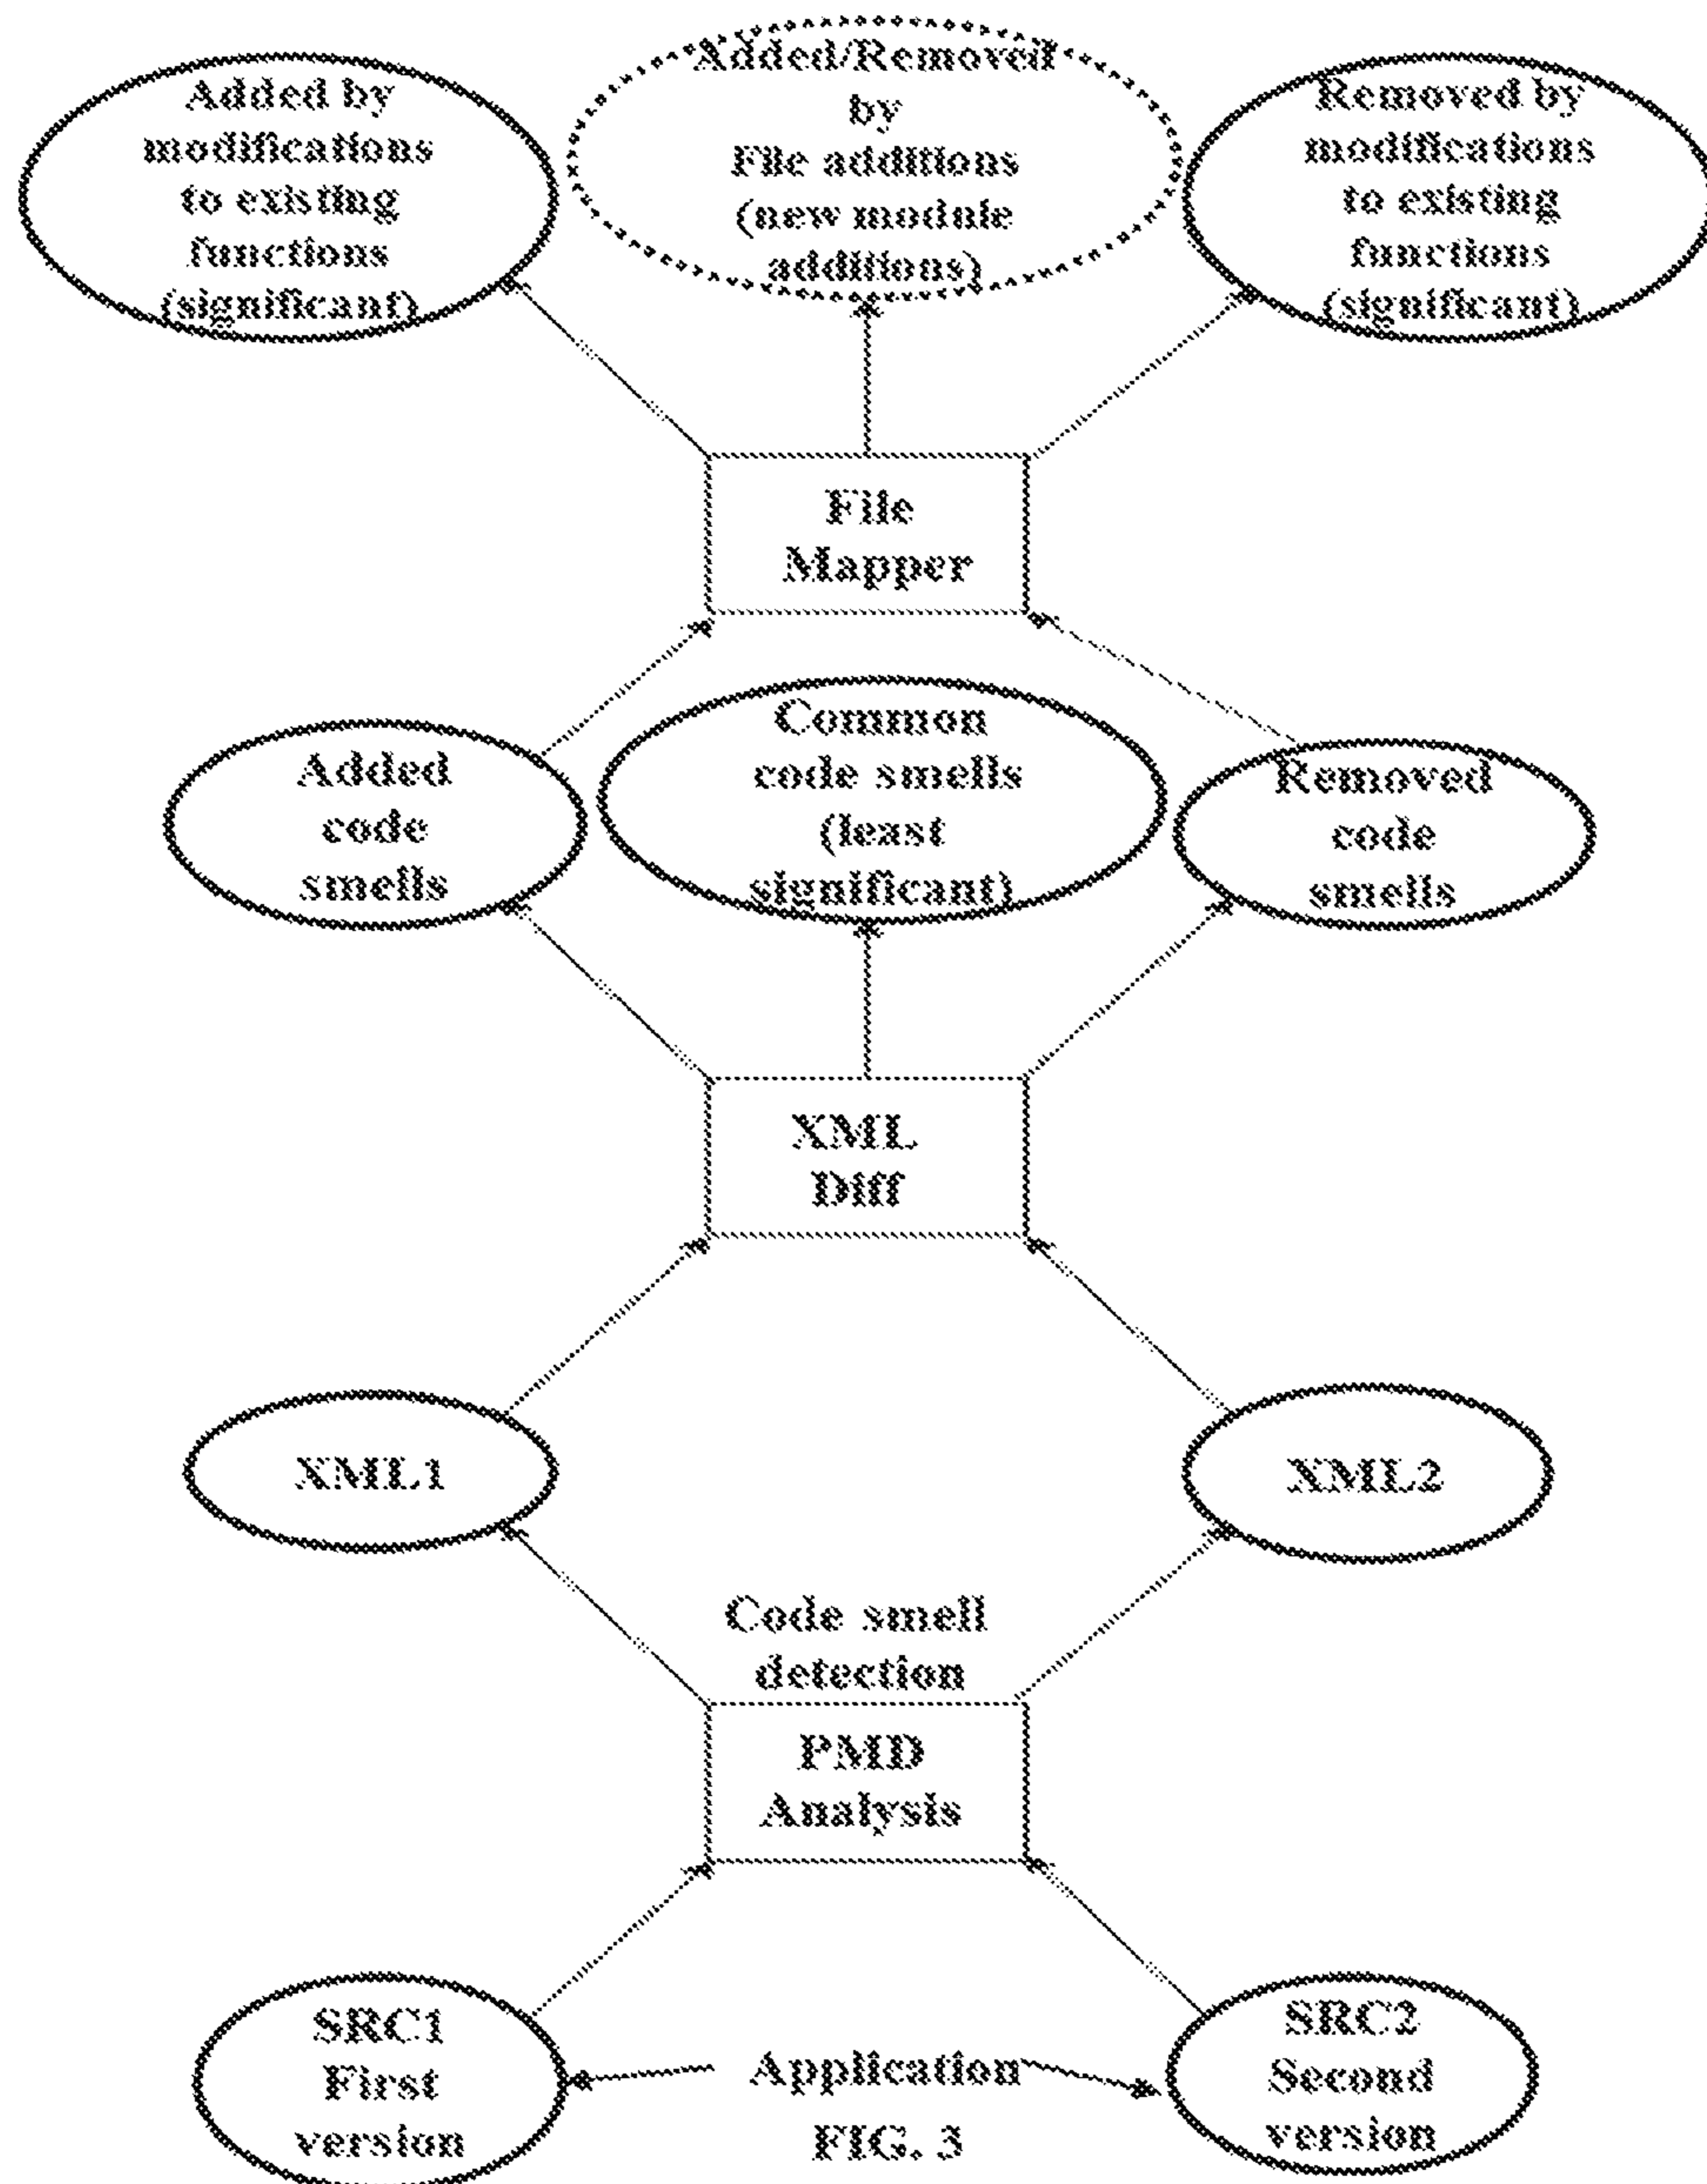 Added by
modifications
to existing
functions
(significant)
Added/Removed
by
File additions
(new module
additions)
Removed by
modifications
to existing
functions
(significant)
File
Mapper
Added
code
smells
Common
code smells
(least
significant)
Removed
code
smells
XML
Diff
XML1
XML2
Code smell
detection
PMD
Analysis
SRC1
First
version
Application
SRC2
Second
version
FIG. 3